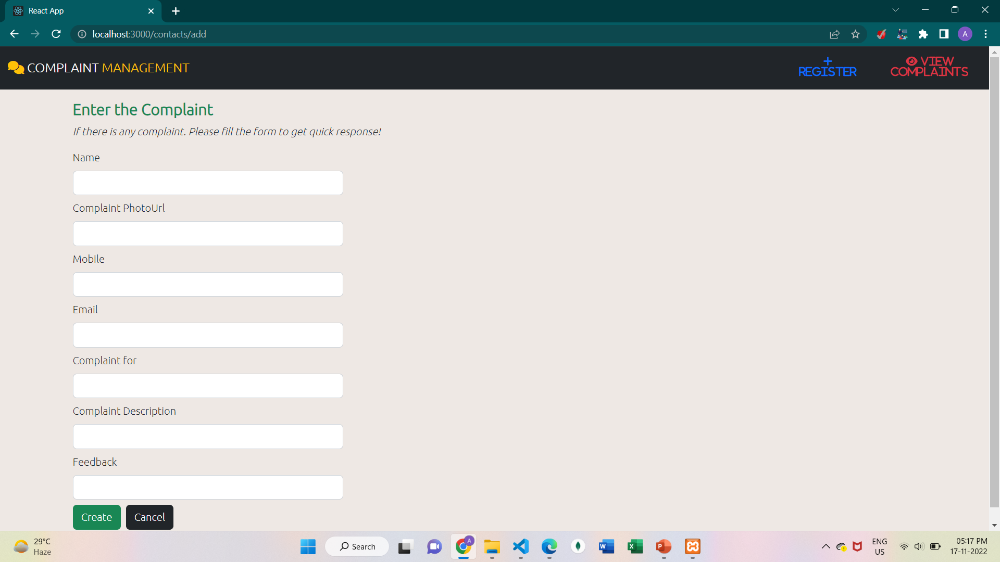 React App
localhost:3000/contacts/add
A
COMPLAINT MANAGEMENT
REGISTER
VIEW
COMPLAINTS
Enter the Complaint
If there is any complaint. Please fill the form to get quick response!
Name
Complaint PhotoUrl
Mobile
Email
Complaint for
Complaint Description
Feedback
Create
Cancel
29°C
Haze
Search
A
W
X
P
ENG
US
05:17 PM
17-11-2022